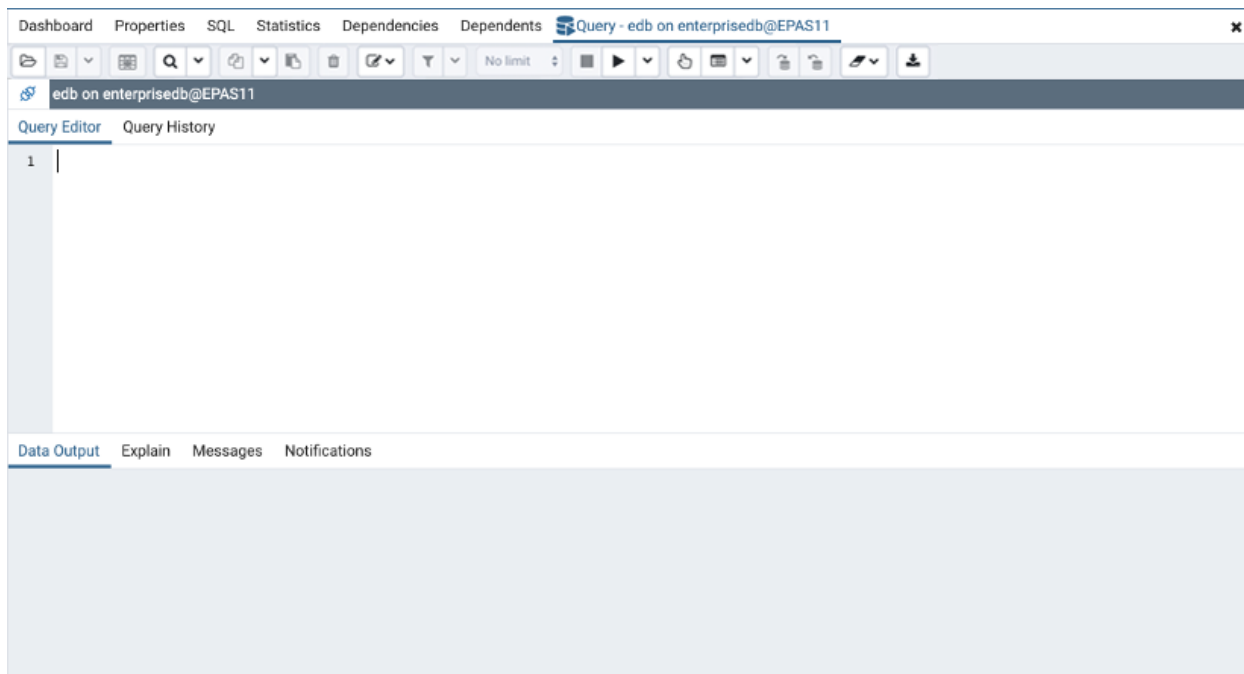 Dashboard Properties SQL Statistics Dependencies Dependents Query - edb on enterprisedb@EPAS11
No limit
edb on enterprisedb@EPAS11
Query Editor Query History
1
Data Output Explain Messages Notifications